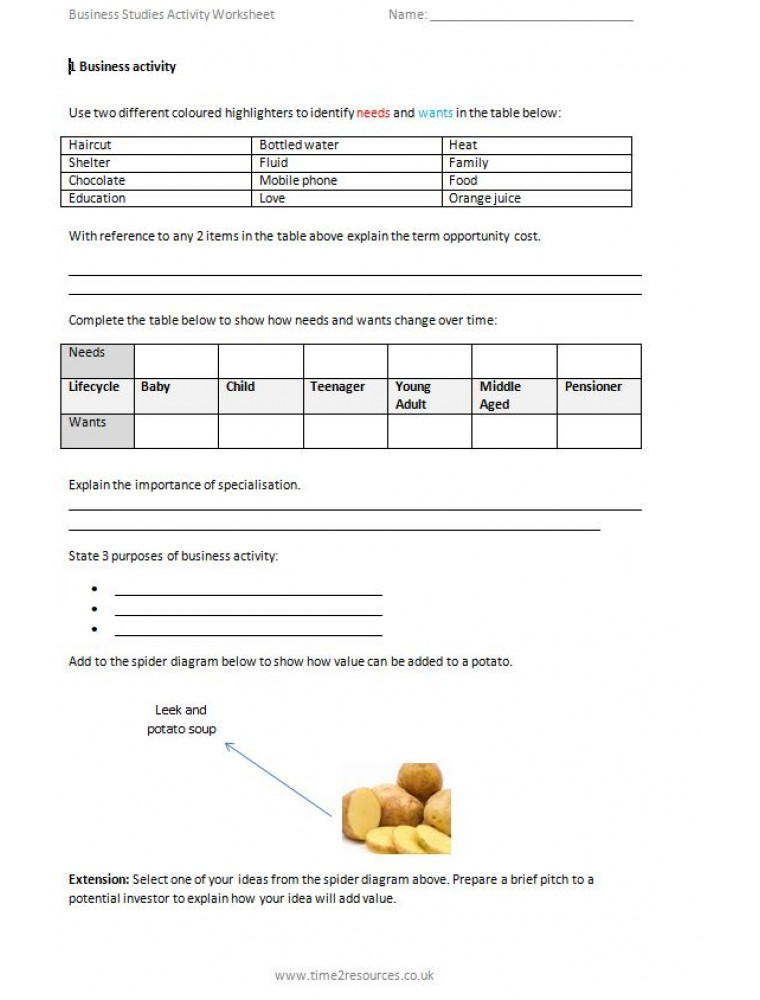 Business Studies Activity Worksheet Name:
1 Business activity
Use two different coloured highlighters to identify needs and wants in the table below:
Haircut Bottled water Heat
Shelter Fluid Family
Chocolate Mobile phone Food
Education Love Orange juice
With reference to any 2 items in the table above explain the term opportunity cost.
Complete the table below to show how needs and wants change over time:
Needs
Lifecycle Baby Child Teenager Young Adult Middle Aged Pensioner
Wants
Explain the importance of specialisation.
State 3 purposes of business activity:
Add to the spider diagram below to show how value can be added to a potato.
Leek and
potato soup
Extension: Select one of your ideas from the spider diagram above. Prepare a brief pitch to a
potential investor to explain how your idea will add value.
www.time2resources.co.uk